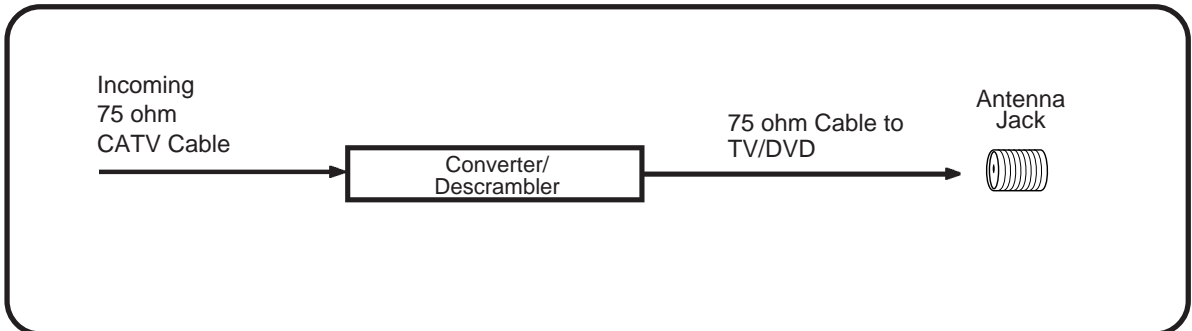 Incoming
75 ohm
CATV Cable
Converter/
Descrambler
75 ohm Cable to
TV/DVD
Antenna
Jack